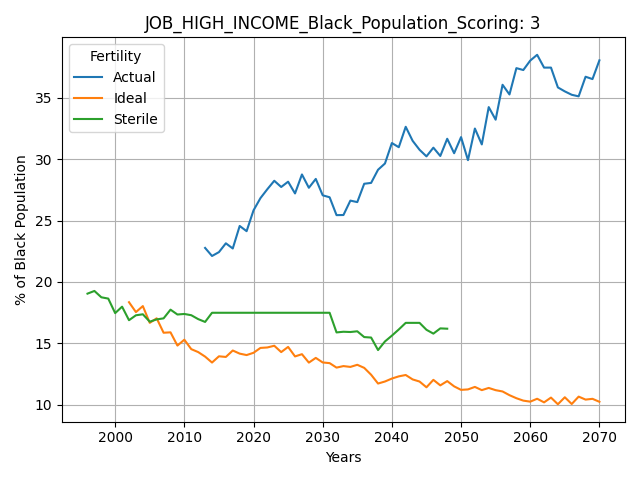 JOB_HIGH_INCOME_Black_Population_Scoring: 3
Fertility
Actual
Ideal
Sterile
% of Black Population
35
30
25
20
15
10
2000 2010 2020 2030 2040 2050 2060 2070
Years